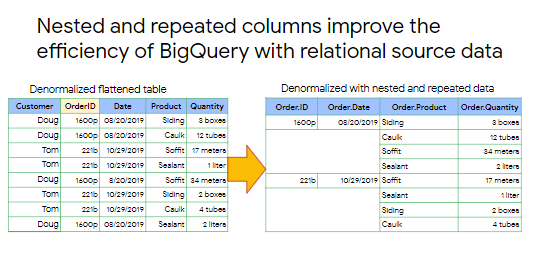 Nested and repeated columns improve the
efficiency of BigQuery with relational source data
Denormalized flattened table
Customer OrderID Date Product Quantity
Doug 1600p 08/20/2019 Siding 3 boxes
Doug 1600p 08/20/2019 Caulk 12 tubes
Tom 221b 10/29/2019 Soffit 17 meters
Tom 221b 10/29/2019 Sealant 1 liter
Doug 1600p 8/20/2019 Soffit 34 meters
Tom 221b 10/29/2019 Siding 2 boxes
Tom 221b 10/29/2019 Caulk 4 tubes
Doug 1600p 08/20/2019 Sealant 2 liters
Denormalized with nested and repeated data
Order.ID Order.Date Order.Product Order.Quantity
1600p 08/20/2019 Siding 3 boxes
Caulk 12 tubes
Soffit 34 meters
Sealant 2 liters
221b 10/29/2019 Soffit 17 meters
Sealant 1 liter
Siding 2 boxes
Caulk 4 tubes